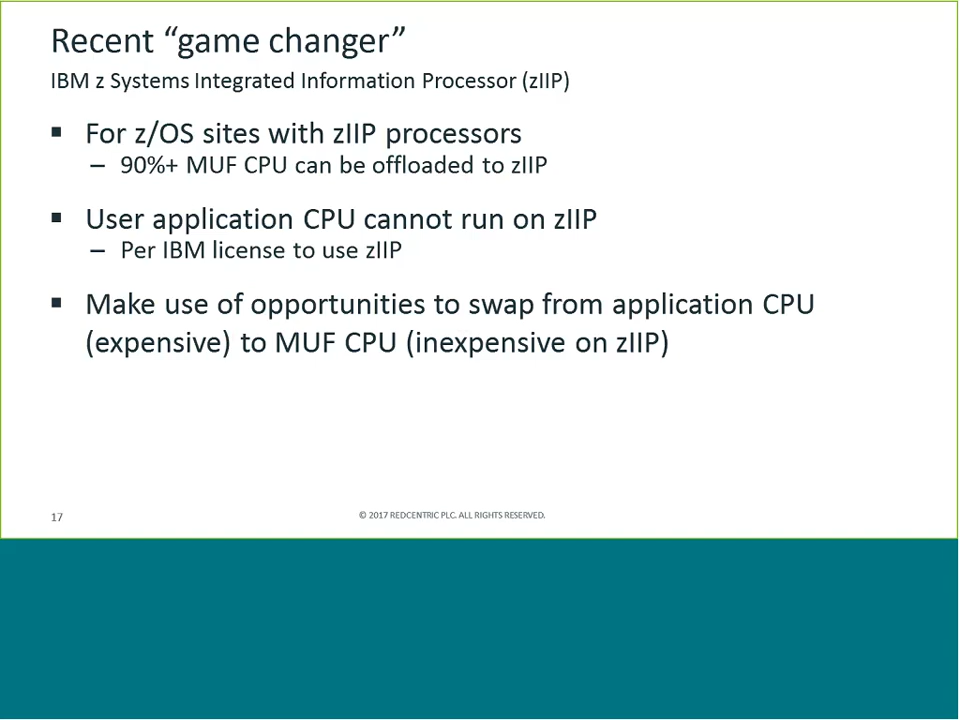 Recent “game changer”
IBM z Systems Integrated Information Processor (zIIP)
▪ For z/OS sites with zIIP processors
– 90%+ MUF CPU can be offloaded to zIIP
▪ User application CPU cannot run on zIIP
– Per IBM license to use zIIP
▪ Make use of opportunities to swap from application CPU
(expensive) to MUF CPU (inexpensive on zIIP)
17
© 2017 REDCENTRIC PLC. ALL RIGHTS RESERVED.